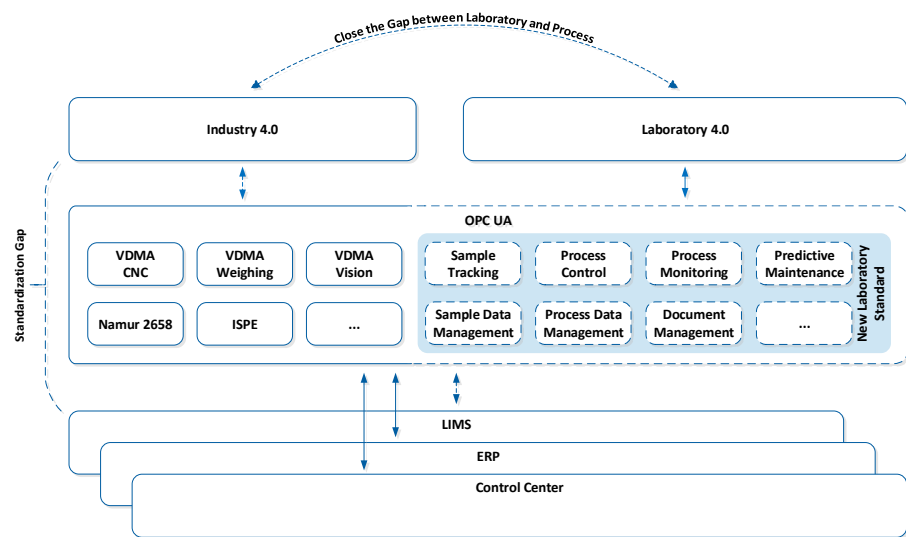 Close the Gap between Laboratory and Process
Industry 4.0
Laboratory 4.0
Standardization Gap
OPC UA
VDMA
CNC
VDMA
Weighing
VDMA
Vision
Sample
Tracking
Process
Control
Process
Monitoring
Predictive
Maintenance
Namur 2658
ISPE
...
Sample Data
Management
Process Data
Management
Document
Management
...
New Laboratory
Standard
LIMS
ERP
Control Center